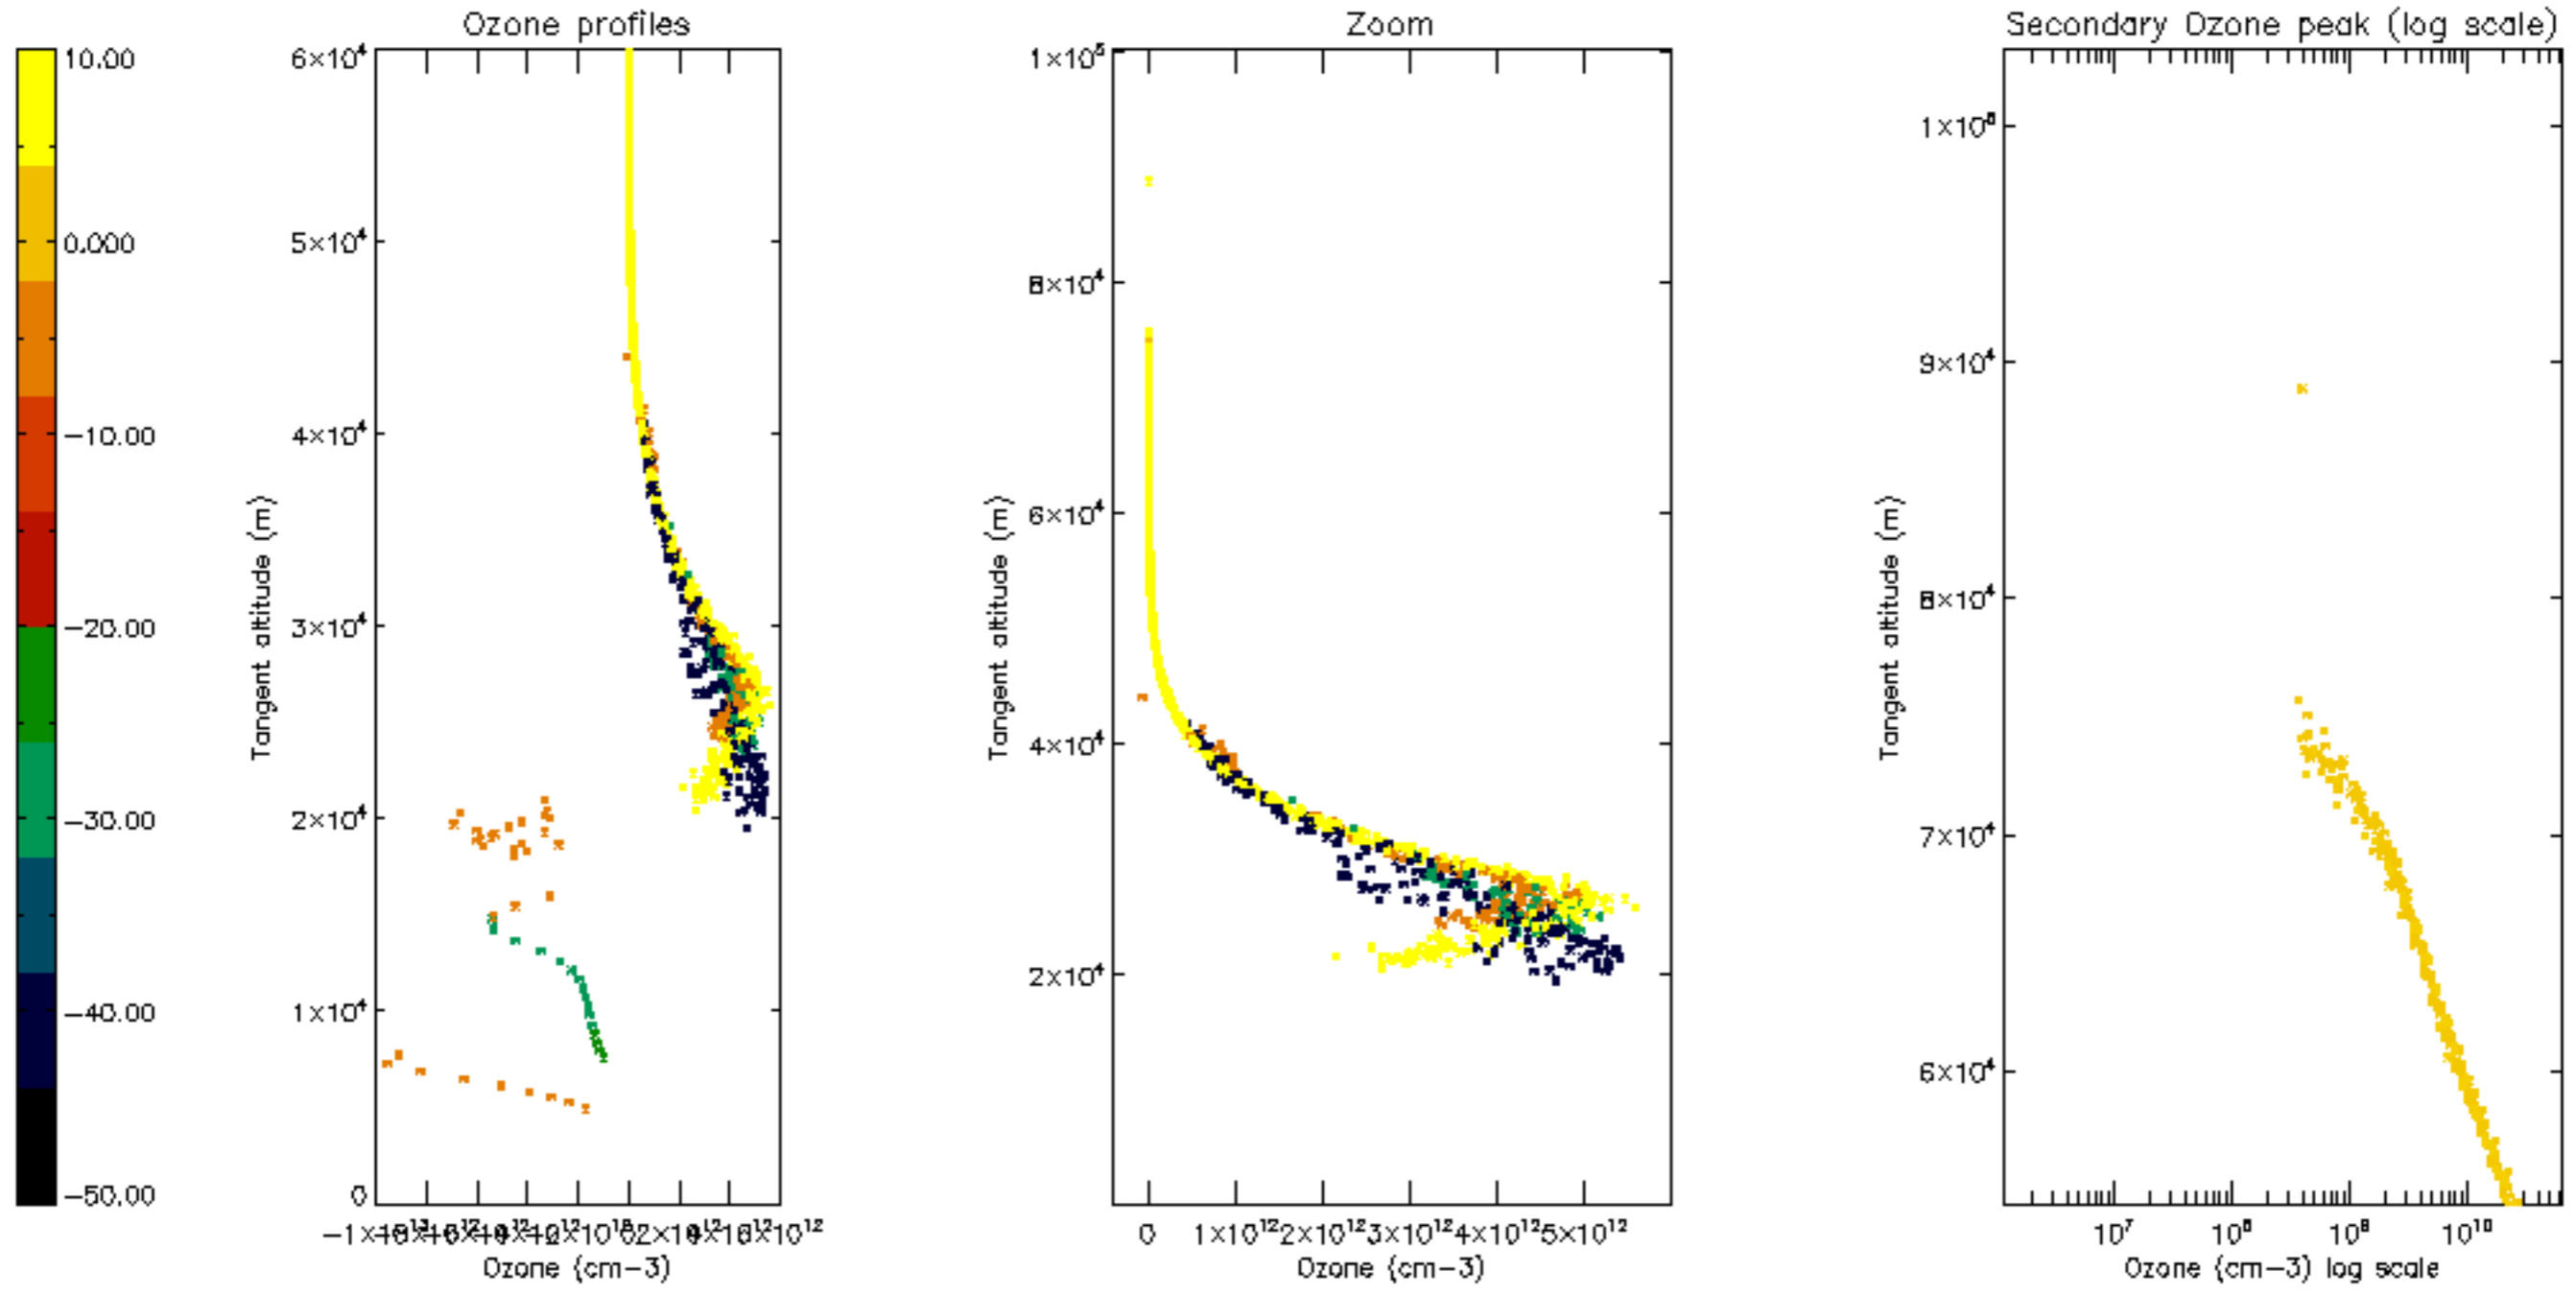 Ozone profiles
Zoom
Secondary Ozone peak (log scale)
10.00
0.000
−10.00
−20.00
−30.00
−40.00
−50.00
6×10⁴
5×10⁴
4×10⁴
3×10⁴
2×10⁴
1×10⁴
0
Tangent altitude (m)
Ozone (cm−3)
1×10⁵
8×10⁴
6×10⁴
4×10⁴
2×10⁴
Tangent altitude (m)
0 1×10¹² 2×10¹² 3×10¹² 4×10¹² 5×10¹²
Ozone (cm−3)
9×10⁴
8×10⁴
7×10⁴
6×10⁴
Tangent altitude (m)
10⁷ 10⁸ 10⁹ 10¹⁰
Ozone (cm−3) log scale